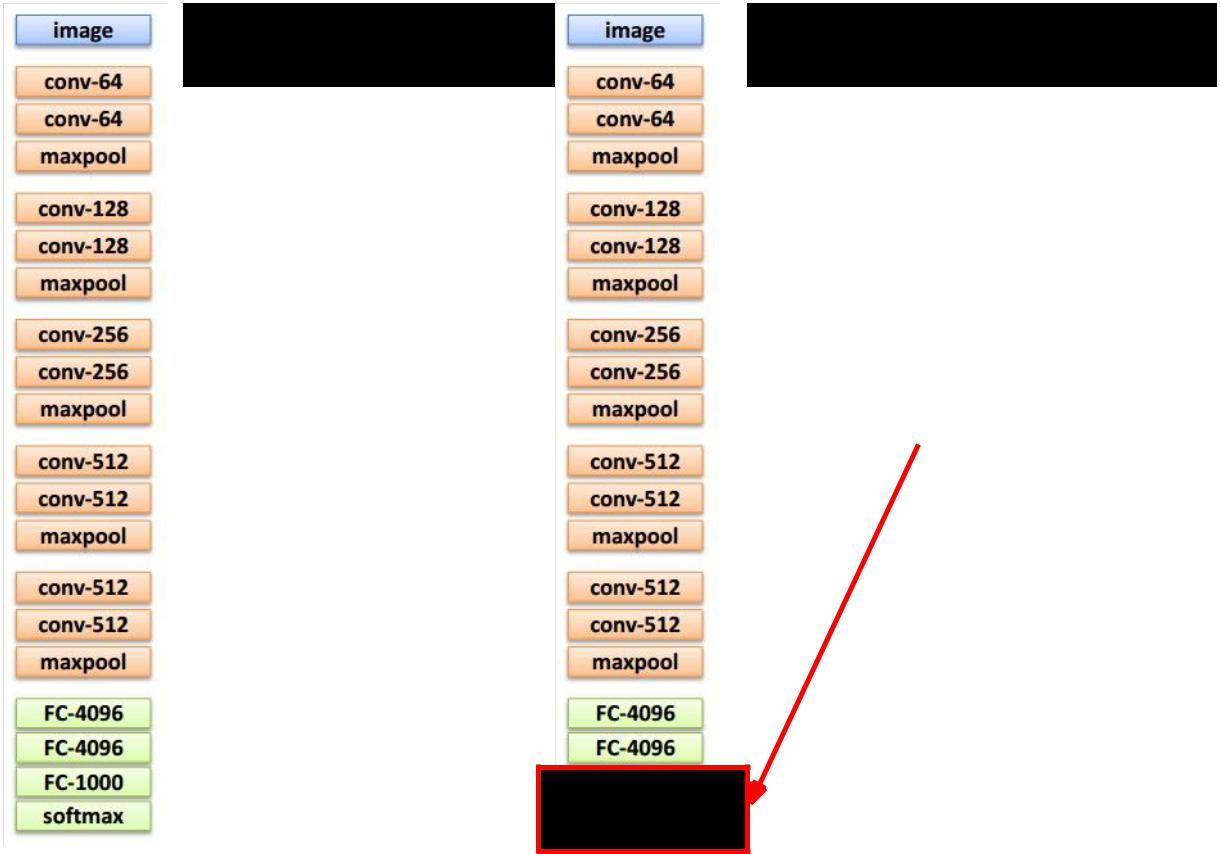 image
conv-64
conv-64
maxpool
conv-128
conv-128
maxpool
conv-256
conv-256
maxpool
conv-512
conv-512
maxpool
conv-512
conv-512
maxpool
FC-4096
FC-4096
FC-1000
softmax
image
conv-64
conv-64
maxpool
conv-128
conv-128
maxpool
conv-256
conv-256
maxpool
conv-512
conv-512
maxpool
conv-512
conv-512
maxpool
FC-4096
FC-4096